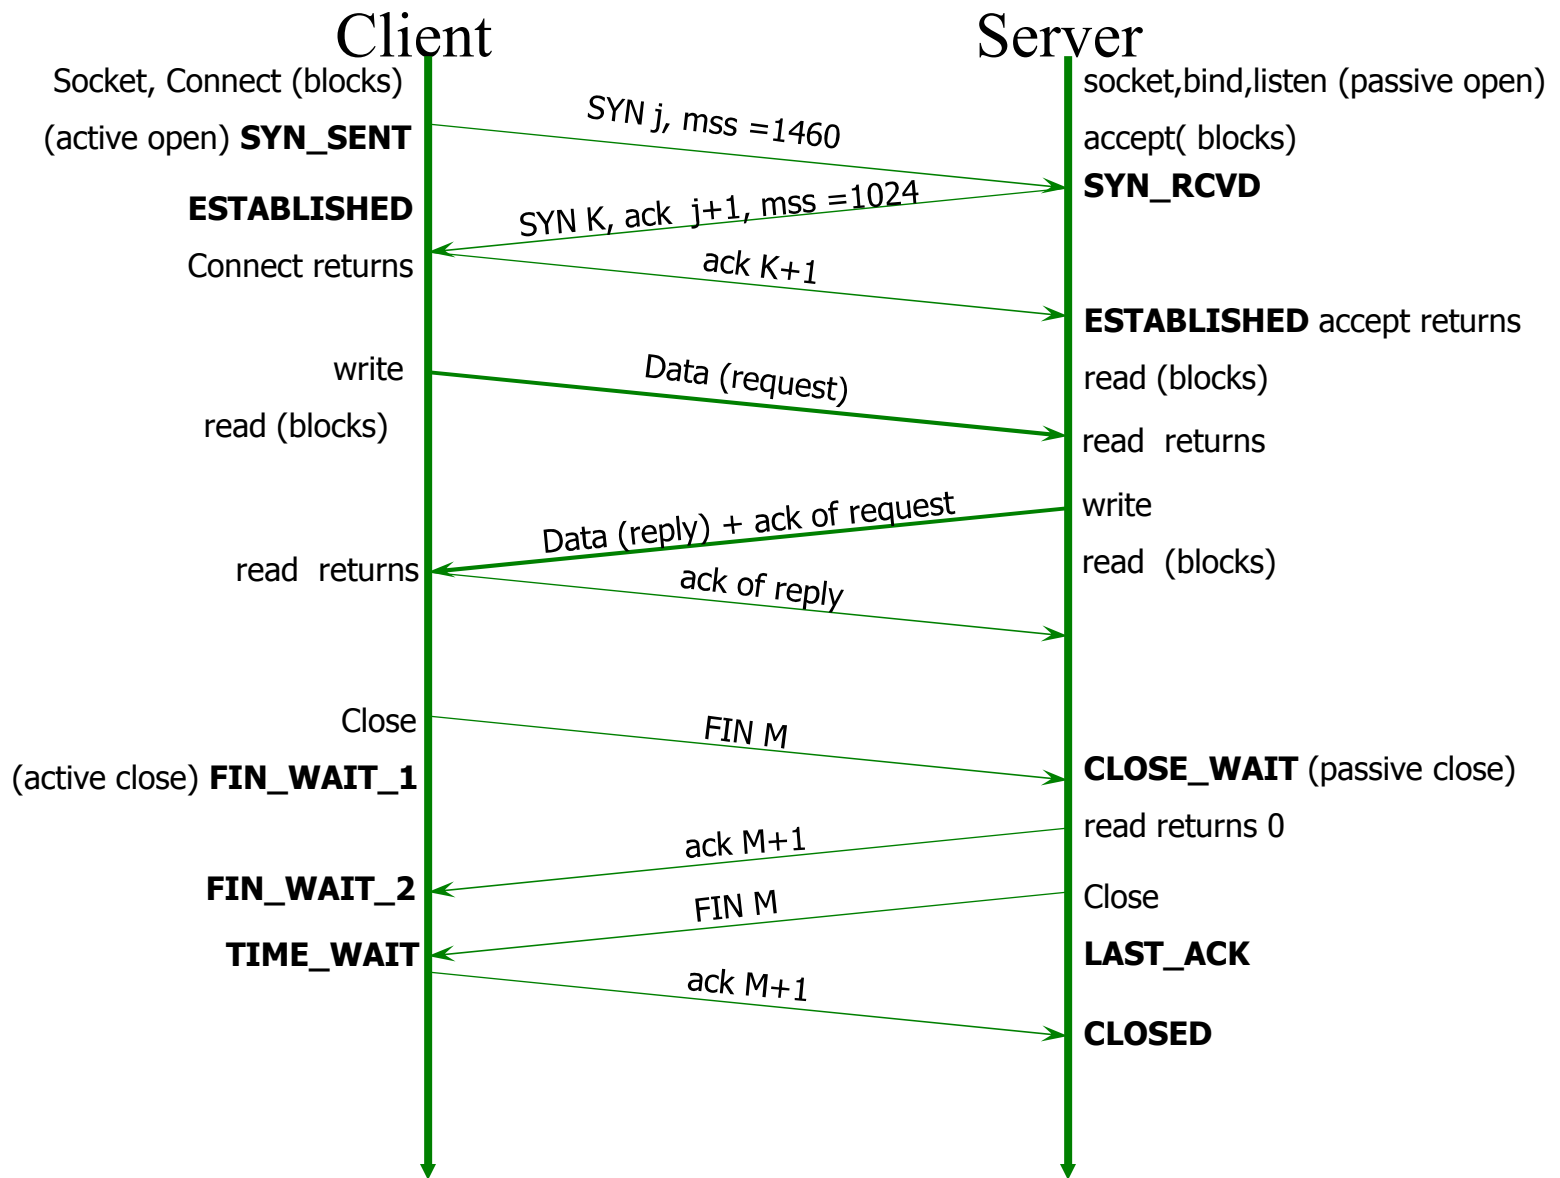 Client
Server
Socket, Connect (blocks)
socket,bind,listen (passive open)
SYN j, mss =1460
(active open) SYN_SENT
accept( blocks)
SYN_RCVD
ESTABLISHED
SYN K, ack  j+1, mss =1024
Connect returns
ack K+1
ESTABLISHED accept returns
write
Data (request)
read (blocks)
read (blocks)
read  returns
write
Data (reply) + ack of request
read  returns
read  (blocks)
ack of reply
Close
FIN M
(active close) FIN_WAIT_1
CLOSE_WAIT (passive close)
read returns 0
ack M+1
FIN_WAIT_2
Close
FIN M
TIME_WAIT
LAST_ACK
ack M+1
CLOSED